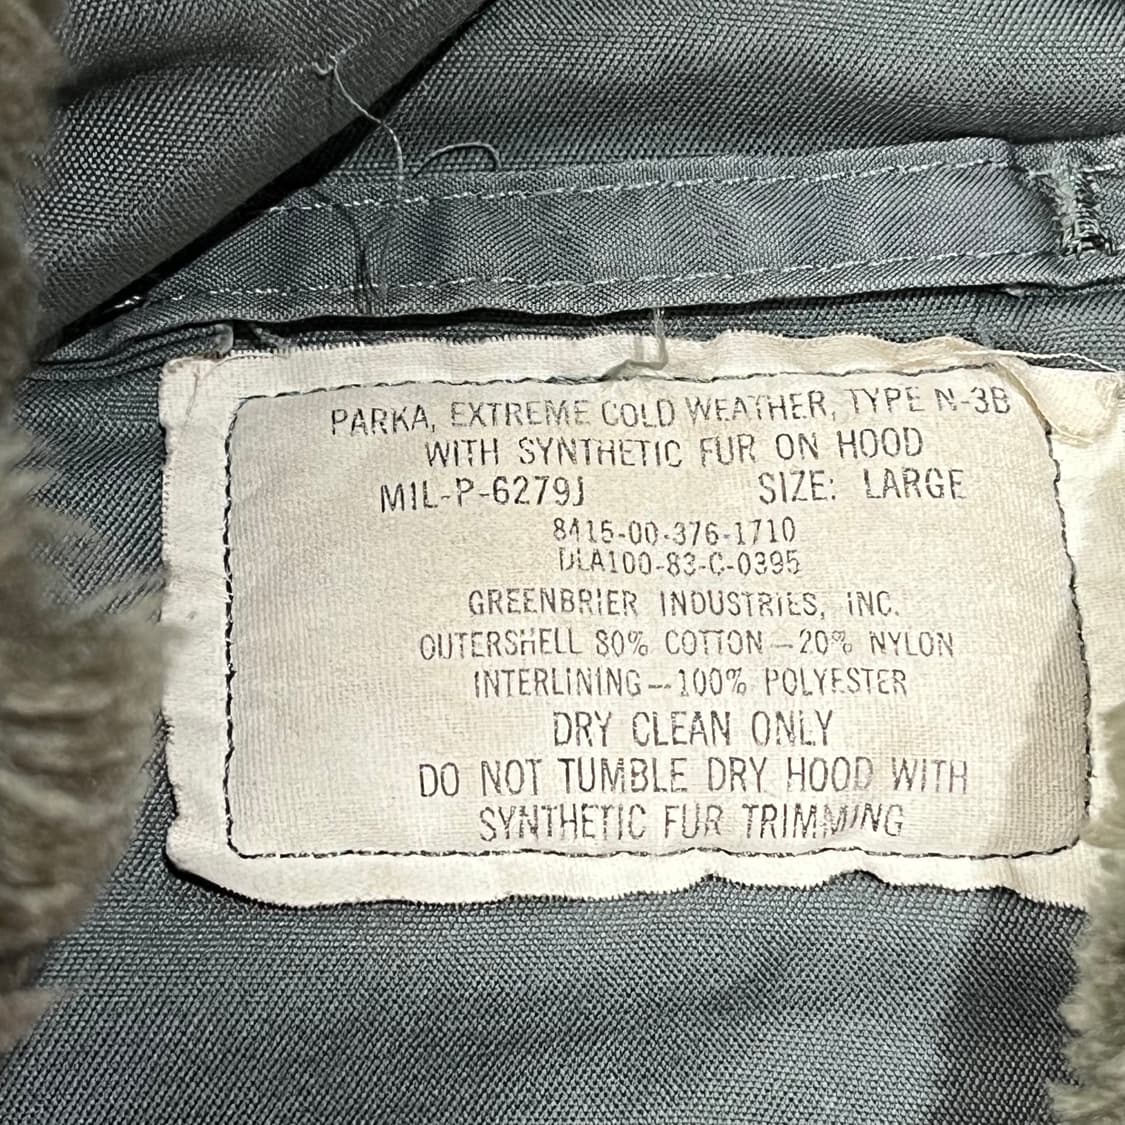 PARKA, EXTREME COLD WEATHER, TYPE N-3B
WITH SYNTHETIC FUR ON HOOD
MIL-P-6279J SIZE: LARGE
8415-00-376-1710
DLA100-83-C-0395
GREENBRIER INDUSTRIES, INC.
OUTERSHELL 80% COTTON—20% NYLON
INTERLINING—100% POLYESTER
DRY CLEAN ONLY
DO NOT TUMBLE DRY HOOD WITH
SYNTHETIC FUR TRIMMING